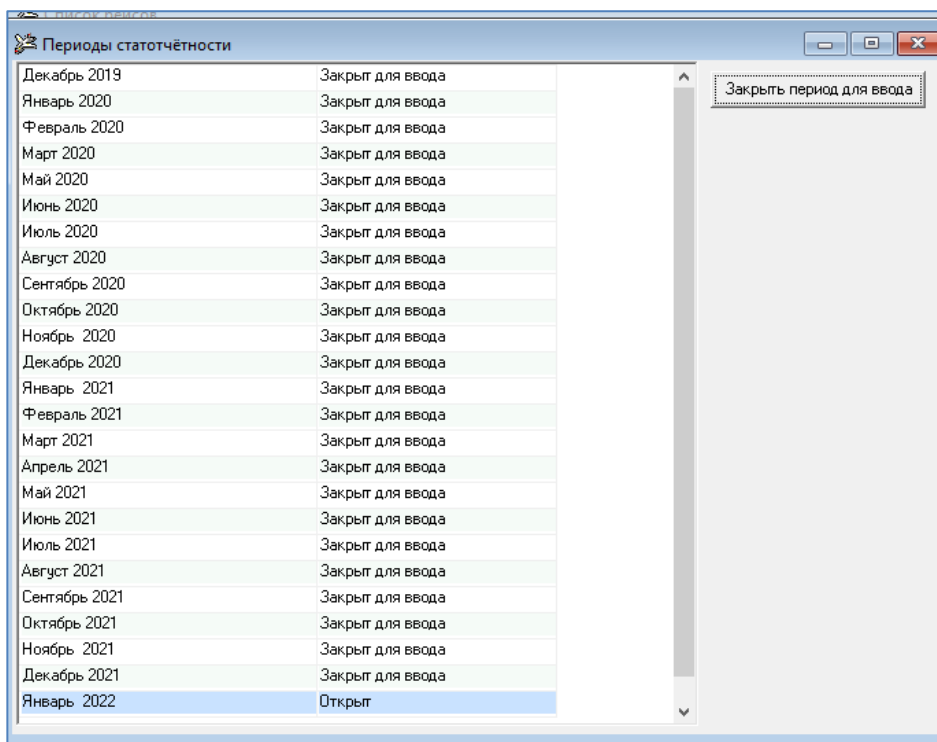 Список рейсов
Периоды статотчётности
Декабрь 2019 Закрыт для ввода
Закрыть период для ввода
Январь 2020 Закрыт для ввода
Февраль 2020 Закрыт для ввода
Март 2020 Закрыт для ввода
Май 2020 Закрыт для ввода
Июнь 2020 Закрыт для ввода
Июль 2020 Закрыт для ввода
Август 2020 Закрыт для ввода
Сентябрь 2020 Закрыт для ввода
Октябрь 2020 Закрыт для ввода
Ноябрь 2020 Закрыт для ввода
Декабрь 2020 Закрыт для ввода
Январь 2021 Закрыт для ввода
Февраль 2021 Закрыт для ввода
Март 2021 Закрыт для ввода
Апрель 2021 Закрыт для ввода
Май 2021 Закрыт для ввода
Июнь 2021 Закрыт для ввода
Июль 2021 Закрыт для ввода
Август 2021 Закрыт для ввода
Сентябрь 2021 Закрыт для ввода
Октябрь 2021 Закрыт для ввода
Ноябрь 2021 Закрыт для ввода
Декабрь 2021 Закрыт для ввода
Январь 2022 Открыт